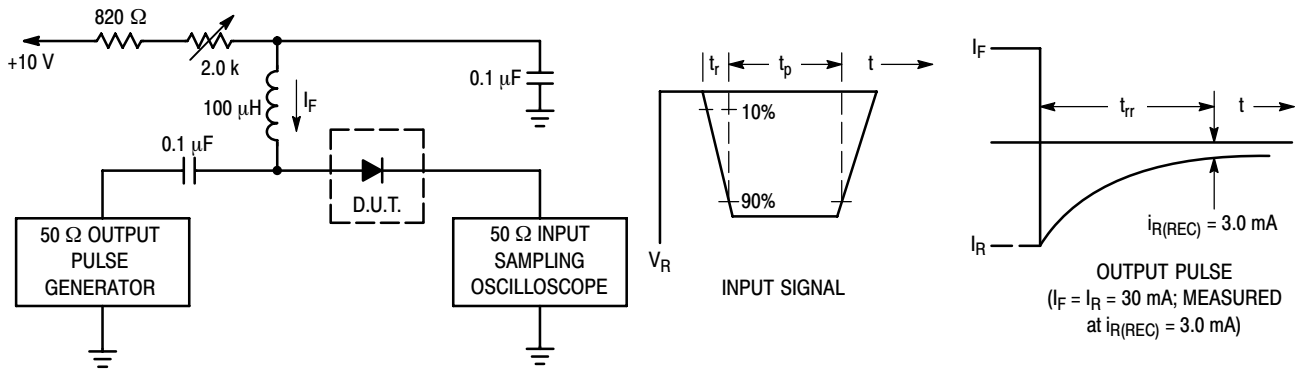 820 Ω
+10 V
2.0 k
0.1 μF
100 μH
I_F
0.1 μF
D.U.T.
50 Ω OUTPUT
PULSE
GENERATOR
50 Ω INPUT
SAMPLING
OSCILLOSCOPE
t_r
t_p
t
10%
90%
V_R
INPUT SIGNAL
I_F
t_rr
t
I_R
i_R(REC) = 3.0 mA
OUTPUT PULSE
(I_F = I_R = 30 mA; MEASURED
at i_R(REC) = 3.0 mA)